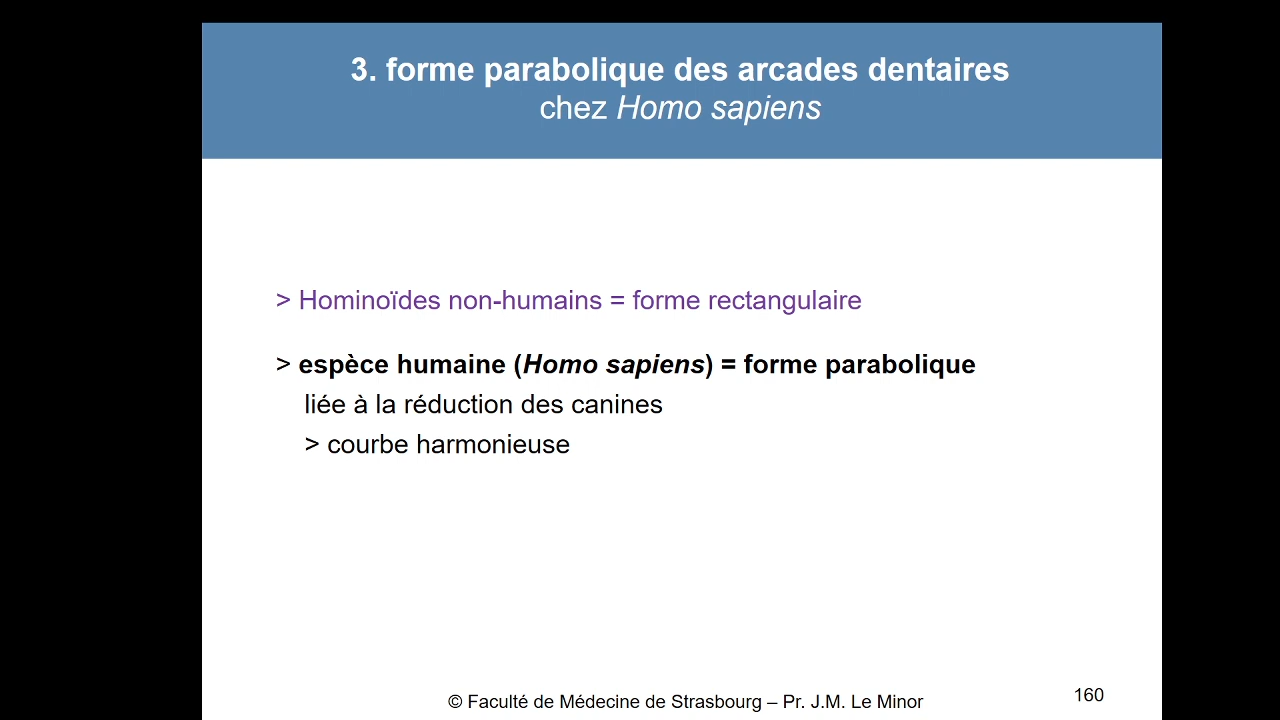 3. forme parabolique des arcades dentaires
chez Homo sapiens
> Hominoïdes non-humains = forme rectangulaire
> espèce humaine (Homo sapiens) = forme parabolique
liée à la réduction des canines
> courbe harmonieuse
© Faculté de Médecine de Strasbourg – Pr. J.M. Le Minor
160